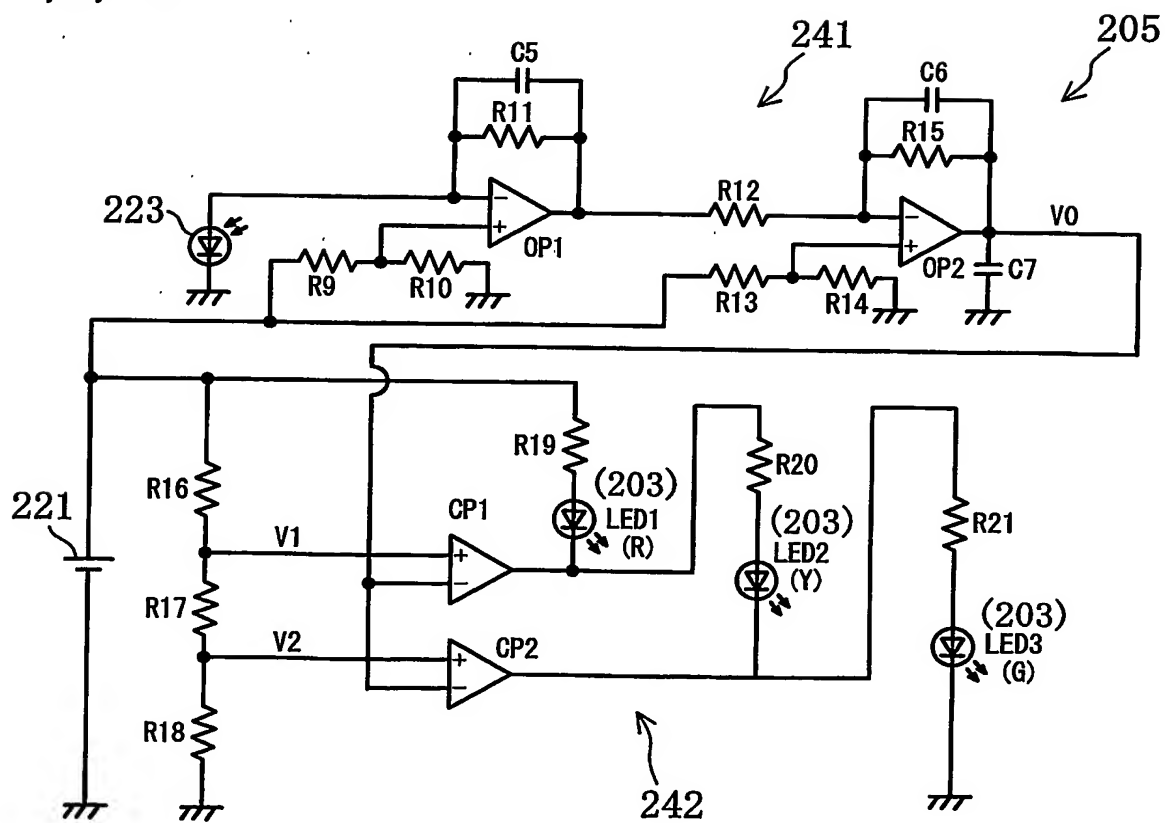 241
205
C5
R11
C6
R15
223
R12
V0
OP1
OP2
C7
R9
R10
R13
R14
R19
R20
R16
(203)
LED1
(R)
(203)
LED2
(Y)
R21
221
CP1
V1
R17
(203)
LED3
(G)
V2
CP2
R18
242